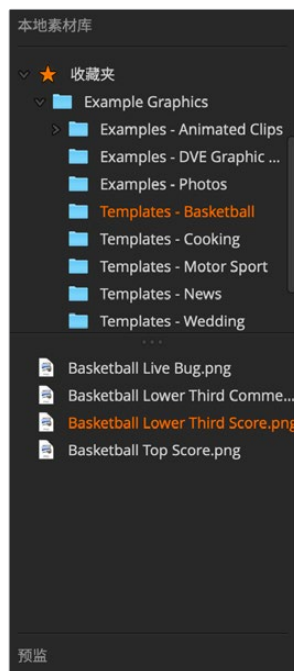 本地素材库
收藏夹
Example Graphics
Examples - Animated Clips
Examples - DVE Graphic ...
Examples - Photos
Templates - Basketball
Templates - Cooking
Templates - Motor Sport
Templates - News
Templates - Wedding
Basketball Live Bug.png
Basketball Lower Third Comme...
Basketball Lower Third Score.png
Basketball Top Score.png
预监